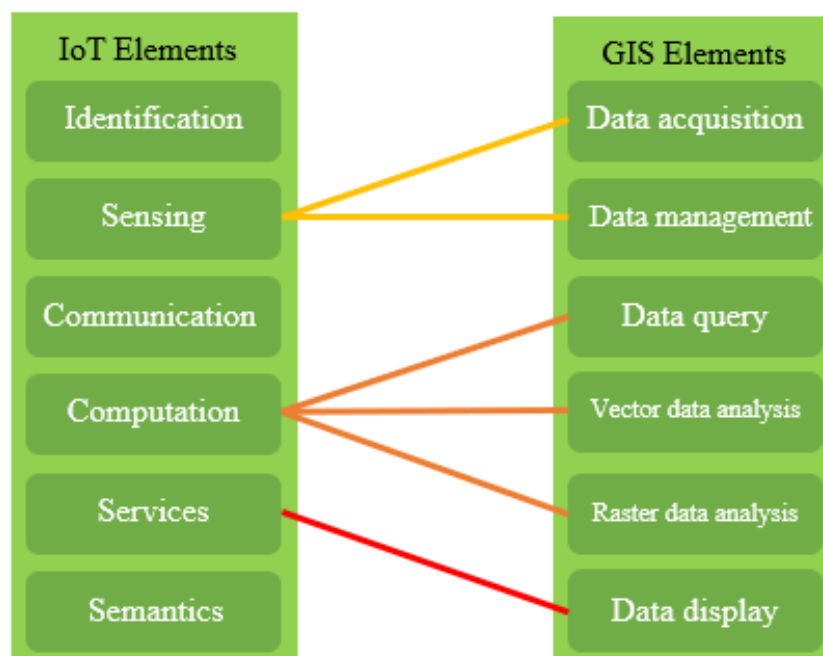 IoT Elements
Identification
Sensing
Communication
Computation
Services
Semantics
GIS Elements
Data acquisition
Data management
Data query
Vector data analysis
Raster data analysis
Data display